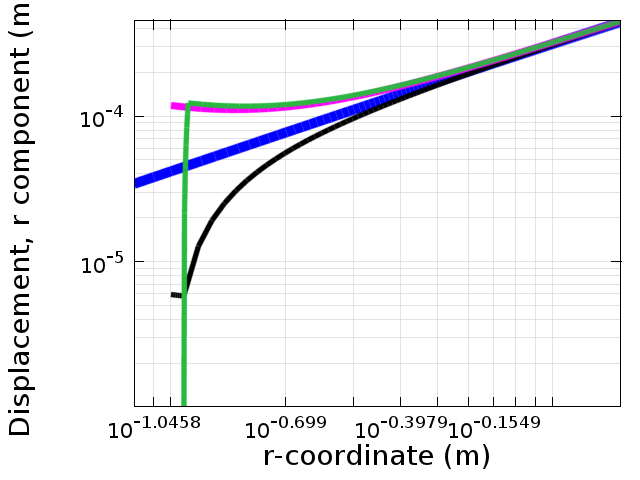 Displacement, r component (m
10^-4
10^-5
10^-1.0458 10^-0.699 10^-0.3979 10^-0.1549
r-coordinate (m)